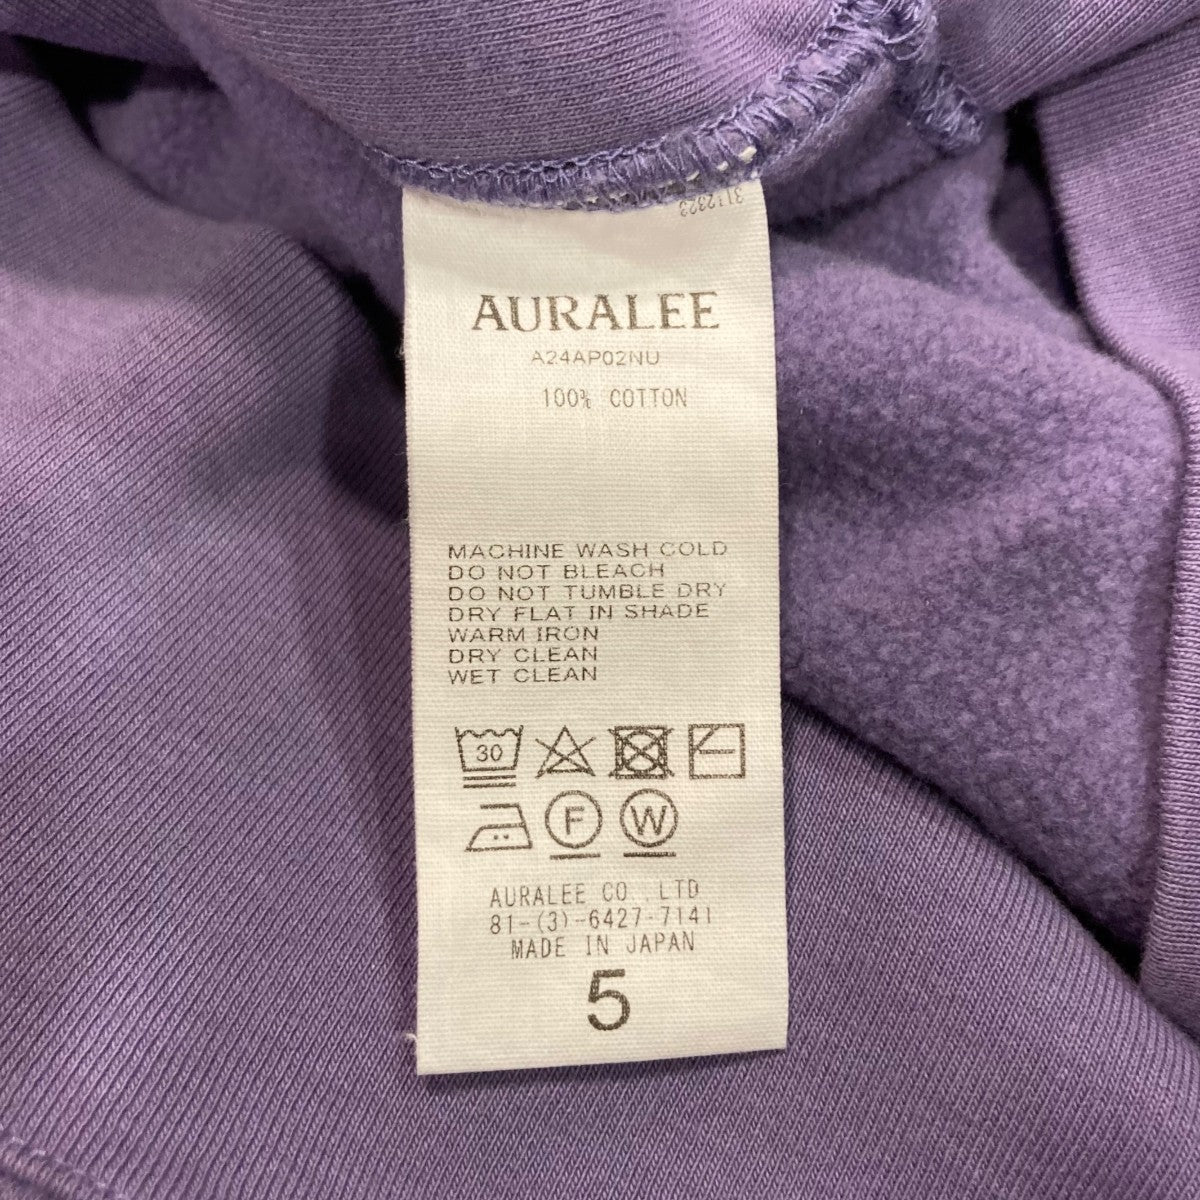 3112323
AURALEE
A24AP02NU
100% COTTON
MACHINE WASH COLD
DO NOT BLEACH
DO NOT TUMBLE DRY
DRY FLAT IN SHADE
WARM IRON
DRY CLEAN
WET CLEAN
30
F W
AURALEE CO.,LTD
81-(3)-6427-7141
MADE IN JAPAN
5